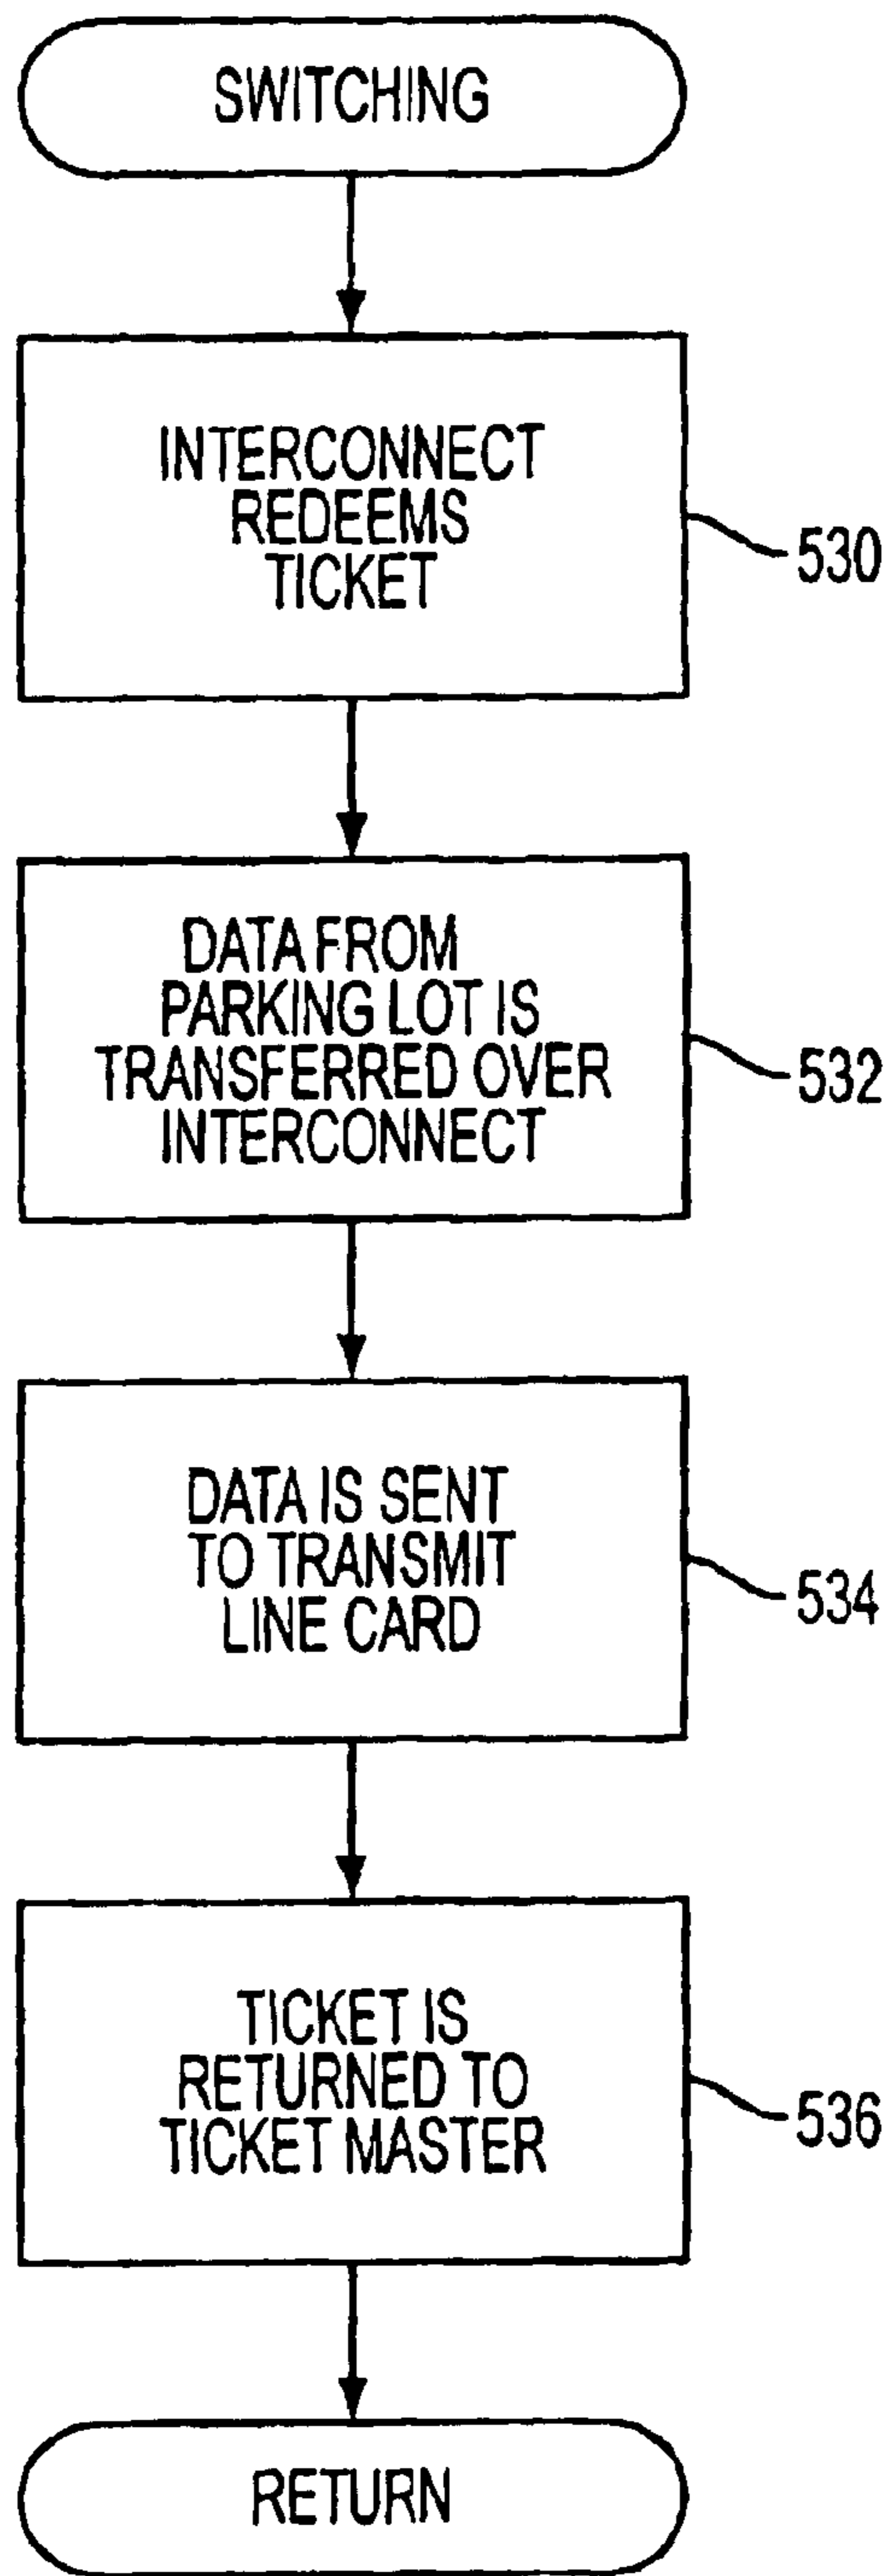 SWITCHING
INTERCONNECT
REDEEMS
TICKET
530
DATA FROM
PARKING LOT IS
TRANSFERRED OVER
INTERCONNECT
532
DATA IS SENT
TO TRANSMIT
LINE CARD
534
TICKET IS
RETURNED TO
TICKET MASTER
536
RETURN